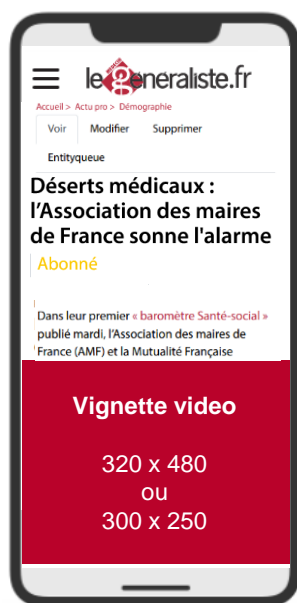 legeneraliste.fr
Accueil > Actu pro > Démographie
Voir Modifier Supprimer
Entityqueue
Déserts médicaux :
l'Association des maires
de France sonne l'alarme
Abonné
Dans leur premier « baromètre Santé-social »
publié mardi, l'Association des maires de
France (AMF) et la Mutualité Française
Vignette video
320 x 480
ou
300 x 250